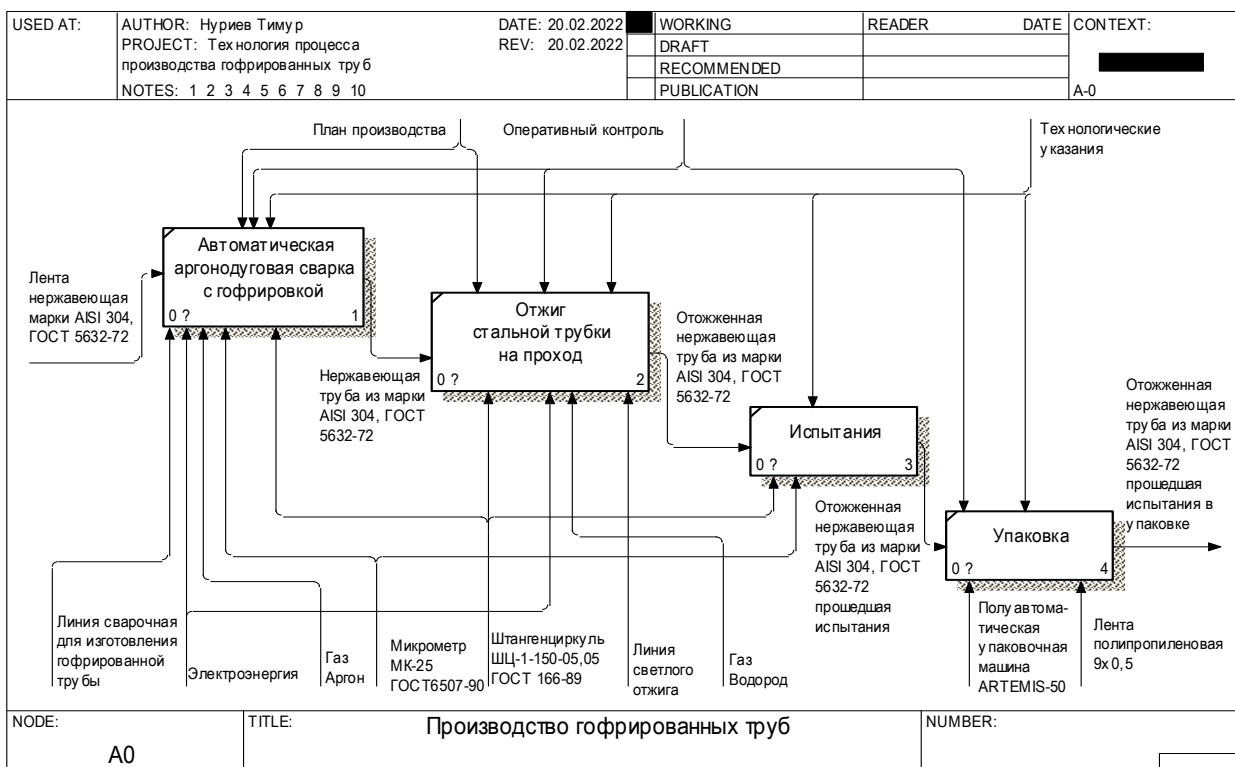 USED AT:
AUTHOR: Нуриев Тимур
DATE: 20.02.2022
PROJECT: Технология процесса
производства гофрированных труб
REV: 20.02.2022
NOTES: 1 2 3 4 5 6 7 8 9 10
WORKING
DRAFT
RECOMMENDED
PUBLICATION
READER
DATE
CONTEXT:
A-0
План производства
Оперативный контроль
Технологические
указания
Автоматическая
аргонодуговая сварка
с гофрировкой
0 ?
1
Лента
нержавеющая
марки AISI 304,
ГОСТ 5632-72
Отжиг
стальной трубки
на проход
0 ?
2
Нержавеющая
труба из марки
AISI 304, ГОСТ
5632-72
Отоженная
нержавеющая
труба из марки
AISI 304, ГОСТ
5632-72
Испытания
0 ?
3
Отожженная
нержавеющая
труба из марки
AISI 304, ГОСТ
5632-72
прошедшая
испытания
Отожженная
нержавеющая
труба из марки
AISI 304, ГОСТ
5632-72
прошедшая
испытания в
упаковке
Упаковка
0 ?
4
Линия сварочная
для изготовления
гофрированной
трубы
Электроэнергия
Газ
Аргон
Микрометр
МК-25
ГОСТ6507-90
Штангенциркуль
ШЦ-1-150-05,05
ГОСТ 166-89
Линия
светлого
отжига
Газ
Водород
Полуавтома-
тическая
упаковочная
машина
ARTEMIS-50
Лента
полипропиленовая
9х0,5
NODE:
A0
TITLE:
Производство гофрированных труб
NUMBER: